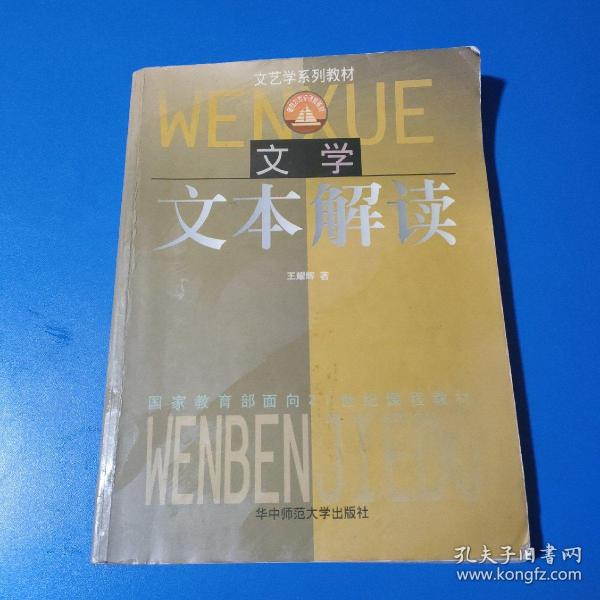 文艺学系列教材
WENXUE
文学
文本解读
王耀辉 著
国家教育部面向21世纪课程教材
WENBEN JIEDU
华中师范大学出版社
孔夫子旧书网
www.kongfz.com